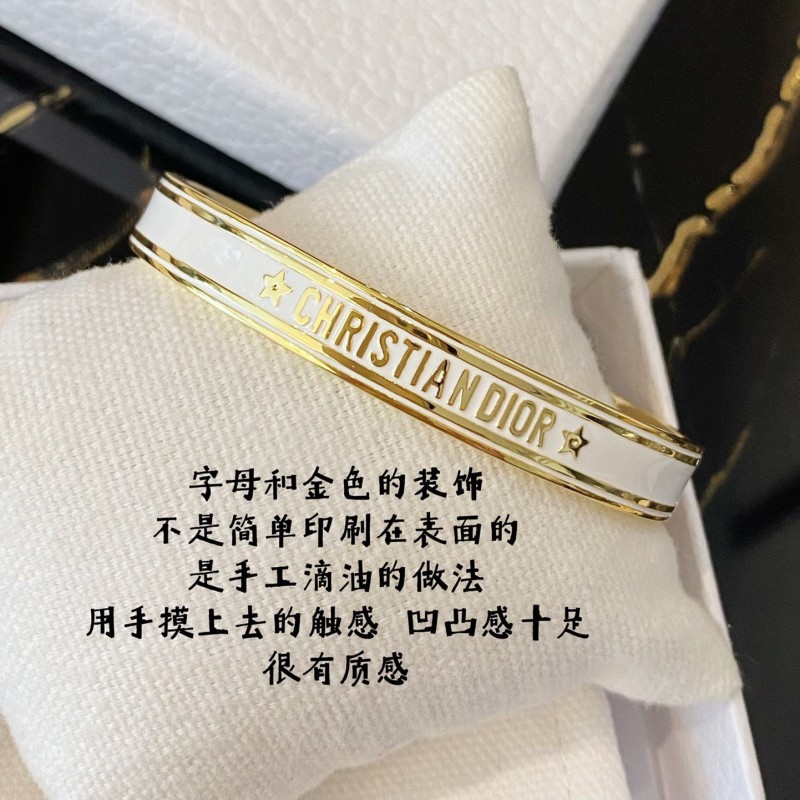 CHRISTIAN DIOR
字母和金色的装饰
不是简单印刷在表面的
是手工滴油的做法
用手摸上去的触感 凹凸感十足
很有质感